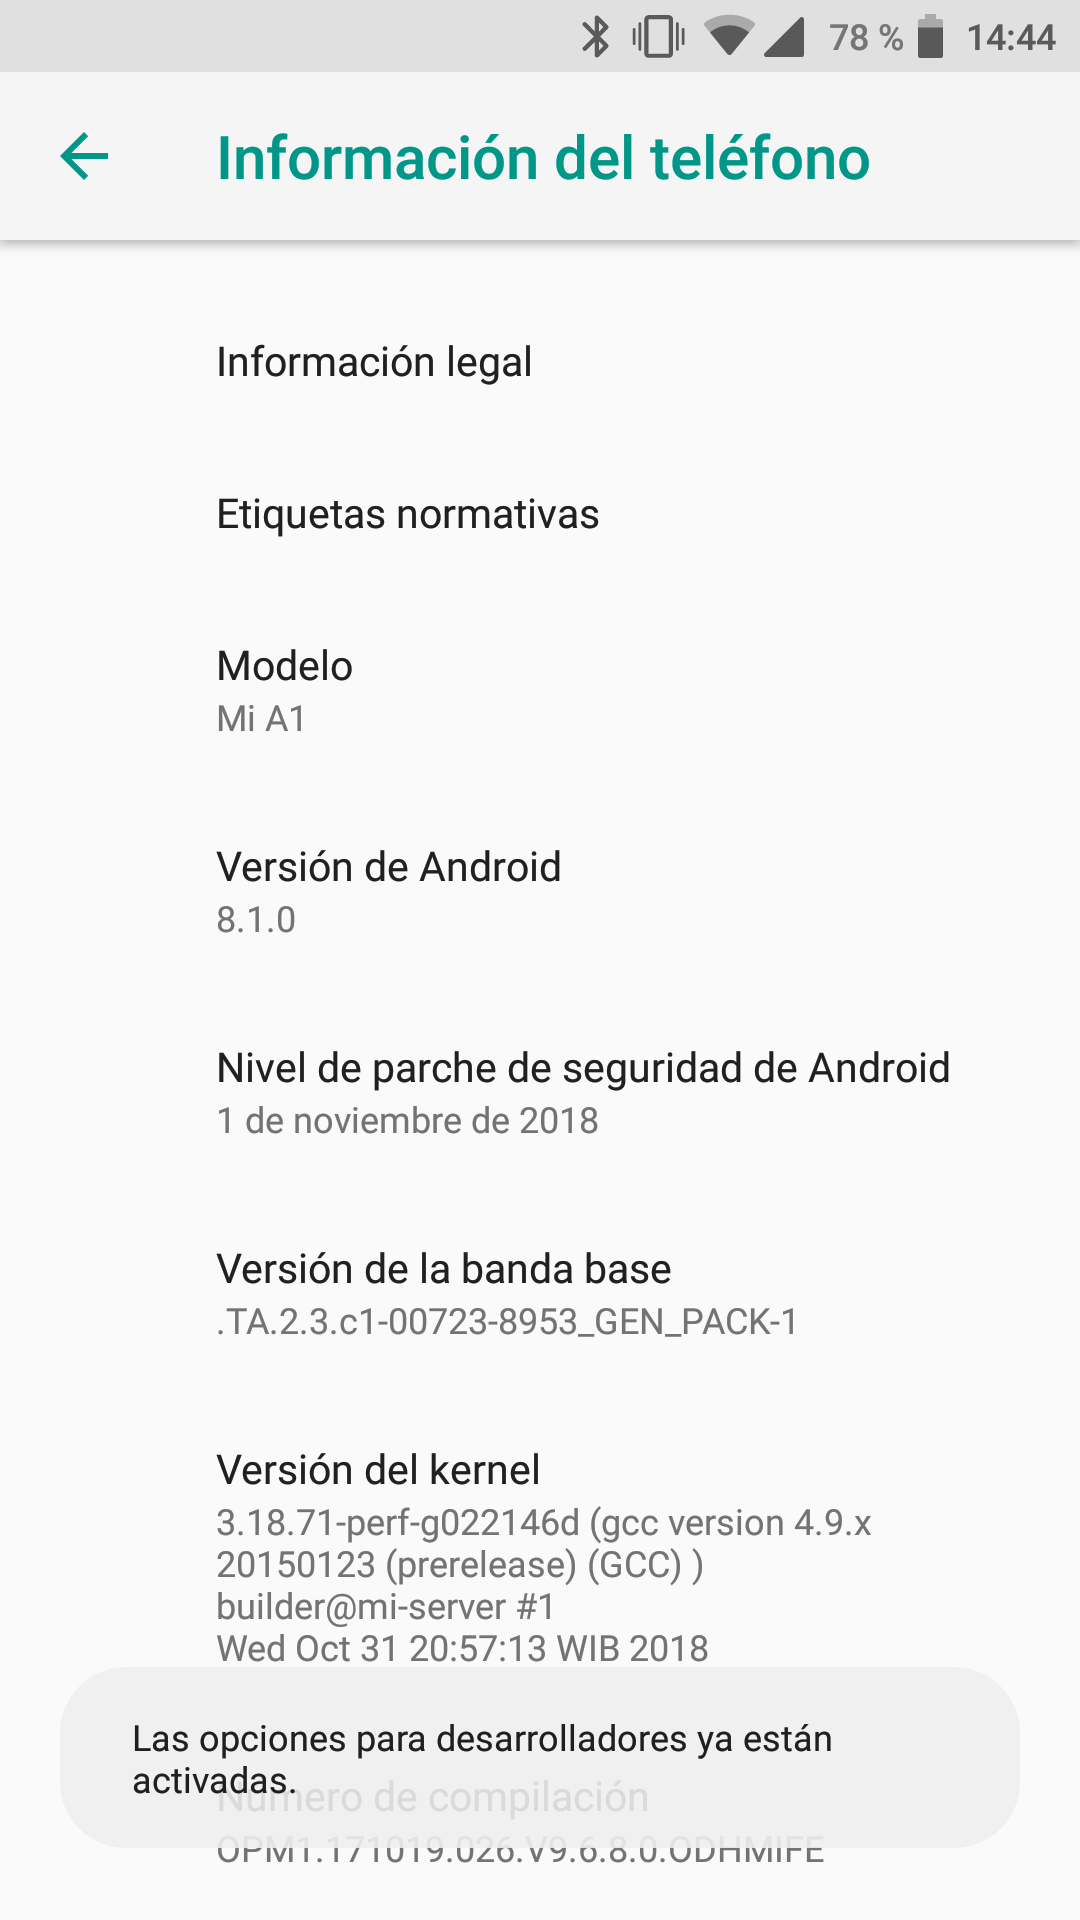 78 % 14:44
Información del teléfono
Información legal
Etiquetas normativas
Modelo
Mi A1
Versión de Android
8.1.0
Nivel de parche de seguridad de Android
1 de noviembre de 2018
Versión de la banda base
.TA.2.3.c1-00723-8953_GEN_PACK-1
Versión del kernel
3.18.71-perf-g022146d (gcc version 4.9.x
20150123 (prerelease) (GCC) )
builder@mi-server #1
Wed Oct 31 20:57:13 WIB 2018
Las opciones para desarrolladores ya están
activadas.
Número de compilación
OPM1.171019.026.V9.6.8.0.ODHMIFE